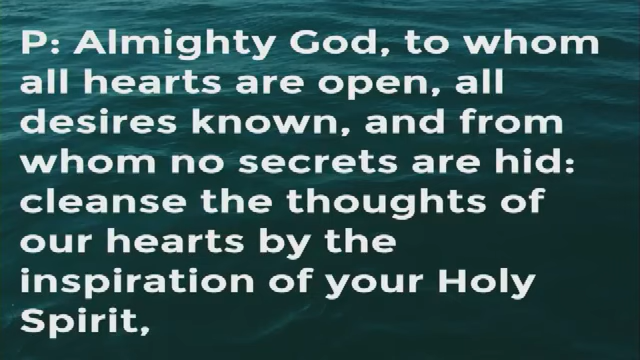 P: Almighty God, to whom
all hearts are open, all
desires known, and from
whom no secrets are hid:
cleanse the thoughts of
our hearts by the
inspiration of your Holy
Spirit,